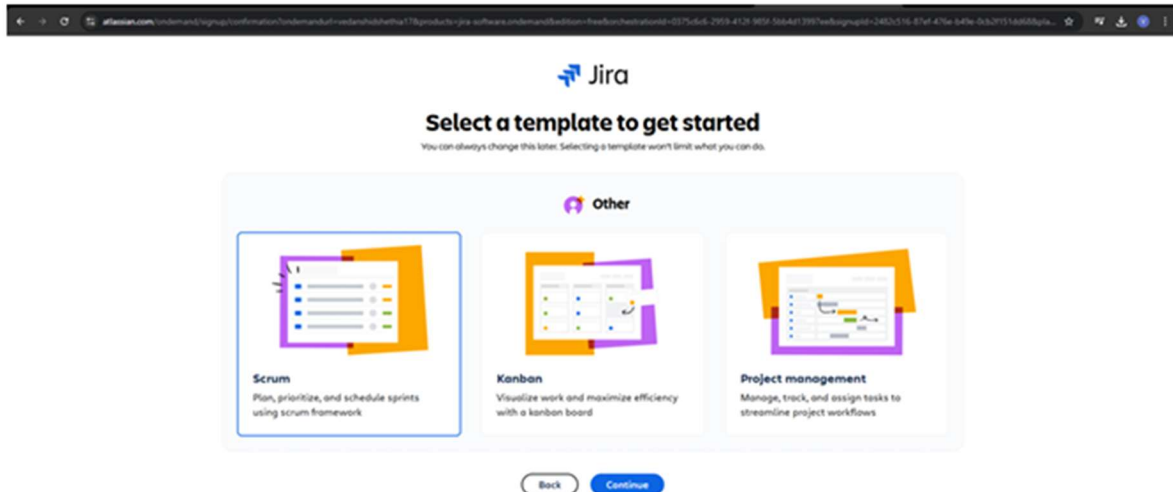 Jira
Select a template to get started
You can always change this later. Selecting a template won't limit what you can do.
Other
Scrum
Plan, prioritize, and schedule sprints
using scrum framework
Kanban
Visualize work and maximize efficiency
with a kanban board
Project management
Manage, track, and assign tasks to
streamline project workflows
Back
Continue